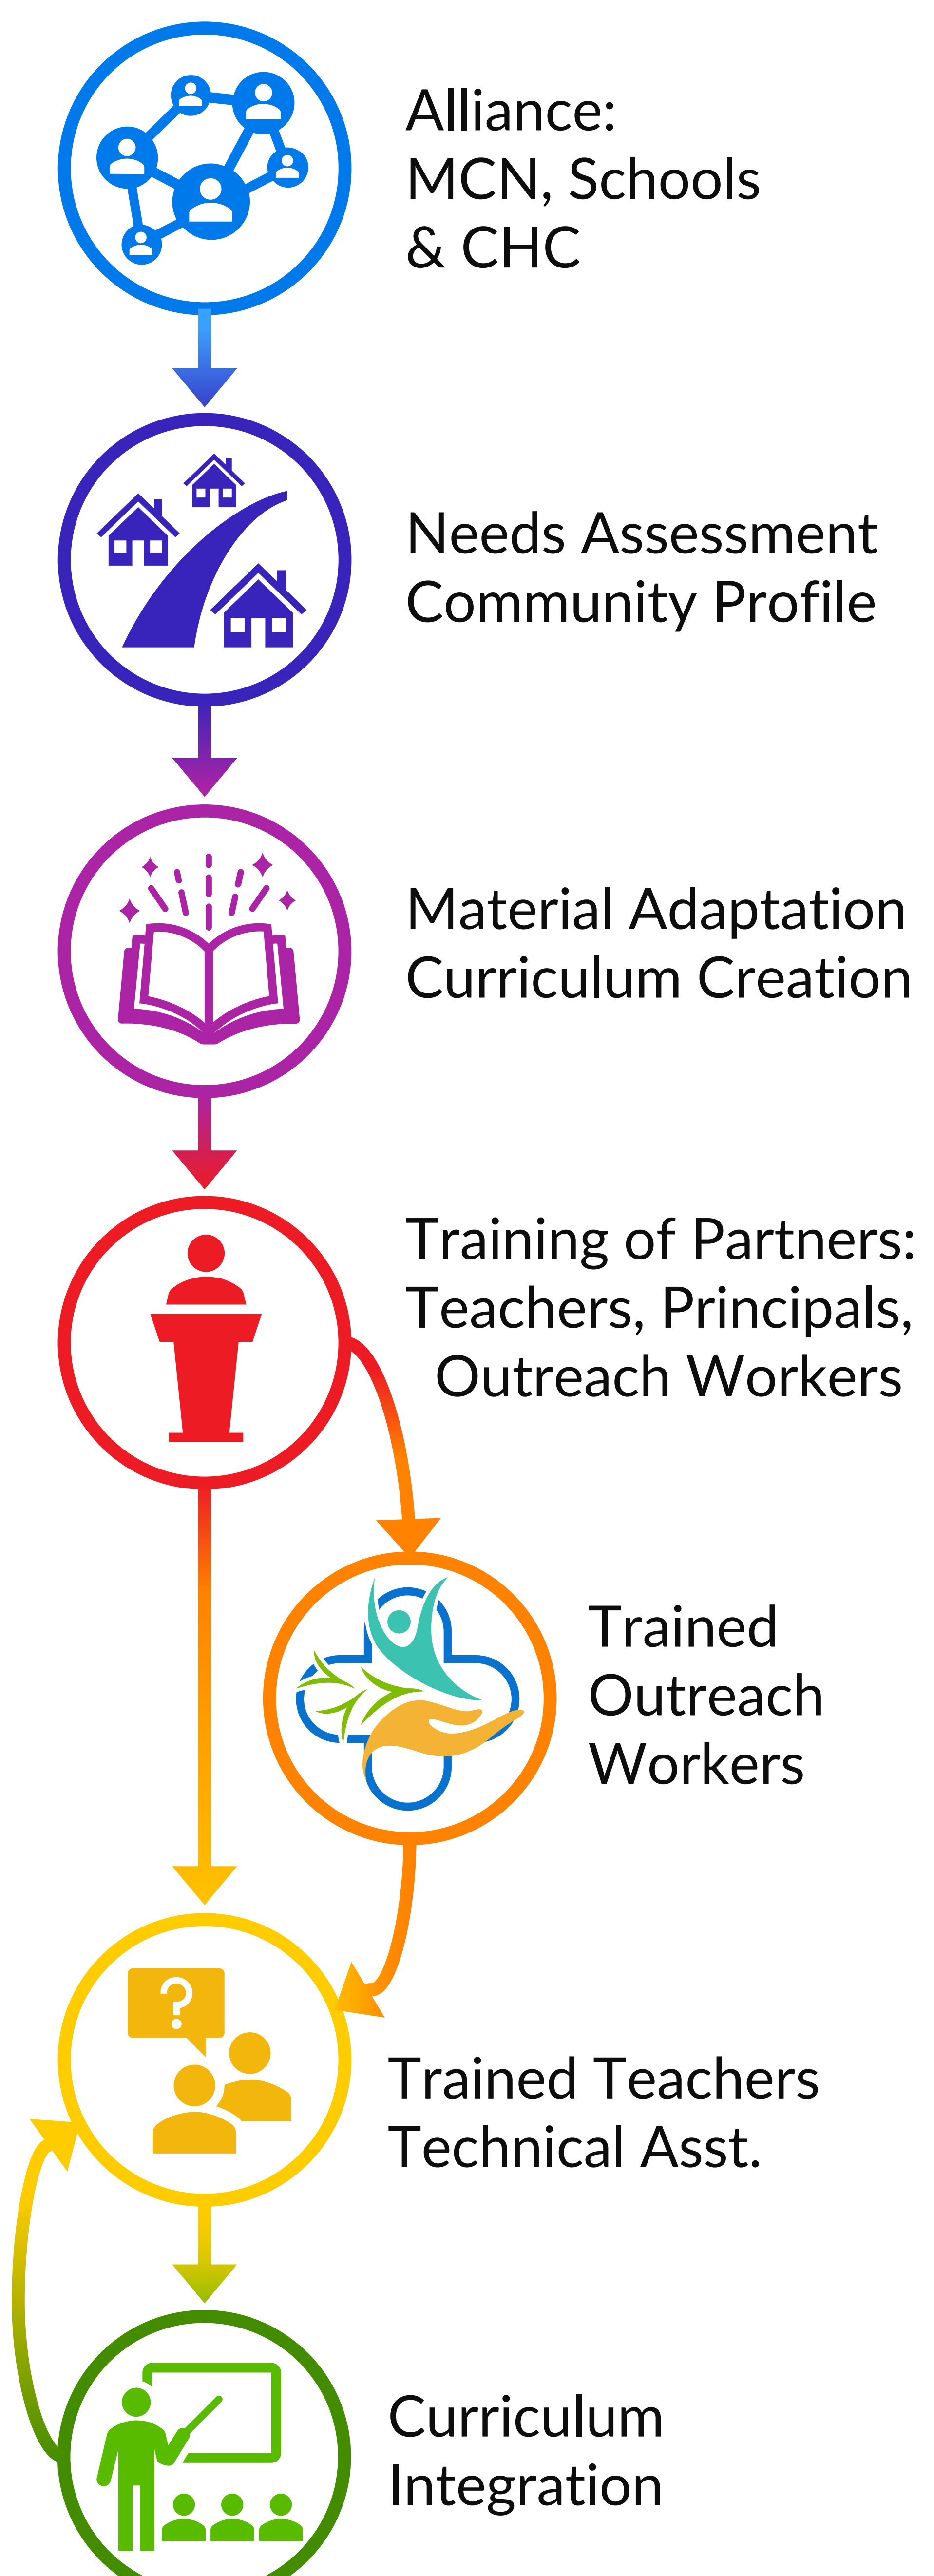 Alliance:
MCN, Schools
& CHC
Needs Assessment
Community Profile
Material Adaptation
Curriculum Creation
Training of Partners:
Teachers, Principals,
Outreach Workers
Trained
Outreach
Workers
?
Trained Teachers
Technical Asst.
Curriculum
Integration